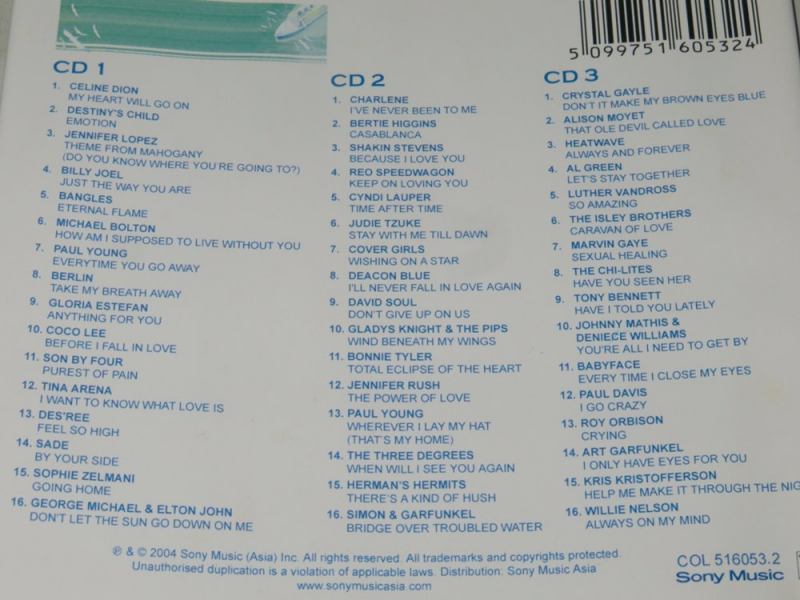 5 099751 605324
CD 1
1. CELINE DION
MY HEART WILL GO ON
2. DESTINY'S CHILD
EMOTION
3. JENNIFER LOPEZ
THEME FROM MAHOGANY
(DO YOU KNOW WHERE YOU'RE GOING TO?)
4. BILLY JOEL
JUST THE WAY YOU ARE
5. BANGLES
ETERNAL FLAME
6. MICHAEL BOLTON
HOW AM I SUPPOSED TO LIVE WITHOUT YOU
7. PAUL YOUNG
EVERYTIME YOU GO AWAY
8. BERLIN
TAKE MY BREATH AWAY
9. GLORIA ESTEFAN
ANYTHING FOR YOU
10. COCO LEE
BEFORE I FALL IN LOVE
11. SON BY FOUR
PUREST OF PAIN
12. TINA ARENA
I WANT TO KNOW WHAT LOVE IS
13. DES'REE
FEEL SO HIGH
14. SADE
BY YOUR SIDE
15. SOPHIE ZELMANI
GOING HOME
16. GEORGE MICHAEL & ELTON JOHN
DON'T LET THE SUN GO DOWN ON ME
CD 2
1. CHARLENE
I'VE NEVER BEEN TO ME
2. BERTIE HIGGINS
CASABLANCA
3. SHAKIN STEVENS
BECAUSE I LOVE YOU
4. REO SPEEDWAGON
KEEP ON LOVING YOU
5. CYNDI LAUPER
TIME AFTER TIME
6. JUDIE TZUKE
STAY WITH ME TILL DAWN
7. COVER GIRLS
WISHING ON A STAR
8. DEACON BLUE
I'LL NEVER FALL IN LOVE AGAIN
9. DAVID SOUL
DON'T GIVE UP ON US
10. GLADYS KNIGHT & THE PIPS
WIND BENEATH MY WINGS
11. BONNIE TYLER
TOTAL ECLIPSE OF THE HEART
12. JENNIFER RUSH
THE POWER OF LOVE
13. PAUL YOUNG
WHEREVER I LAY MY HAT
(THAT'S MY HOME)
14. THE THREE DEGREES
WHEN WILL I SEE YOU AGAIN
15. HERMAN'S HERMITS
THERE'S A KIND OF HUSH
16. SIMON & GARFUNKEL
BRIDGE OVER TROUBLED WATER
CD 3
1. CRYSTAL GAYLE
DON'T IT MAKE MY BROWN EYES BLUE
2. ALISON MOYET
THAT OLE DEVIL CALLED LOVE
3. HEATWAVE
ALWAYS AND FOREVER
4. AL GREEN
LET'S STAY TOGETHER
5. LUTHER VANDROSS
SO AMAZING
6. THE ISLEY BROTHERS
CARAVAN OF LOVE
7. MARVIN GAYE
SEXUAL HEALING
8. THE CHI-LITES
HAVE YOU SEEN HER
9. TONY BENNETT
HAVE I TOLD YOU LATELY
10. JOHNNY MATHIS &
DENIECE WILLIAMS
YOU'RE ALL I NEED TO GET BY
11. BABYFACE
EVERY TIME I CLOSE MY EYES
12. PAUL DAVIS
I GO CRAZY
13. ROY ORBISON
CRYING
14. ART GARFUNKEL
I ONLY HAVE EYES FOR YOU
15. KRIS KRISTOFFERSON
HELP ME MAKE IT THROUGH THE NIG
16. WILLIE NELSON
ALWAYS ON MY MIND
℗ & © 2004 Sony Music (Asia) Inc. All rights reserved. All trademarks and copyrights protected.
Unauthorised duplication is a violation of applicable laws. Distribution: Sony Music Asia
www.sonymusicasia.com
COL 516053.2
Sony Music